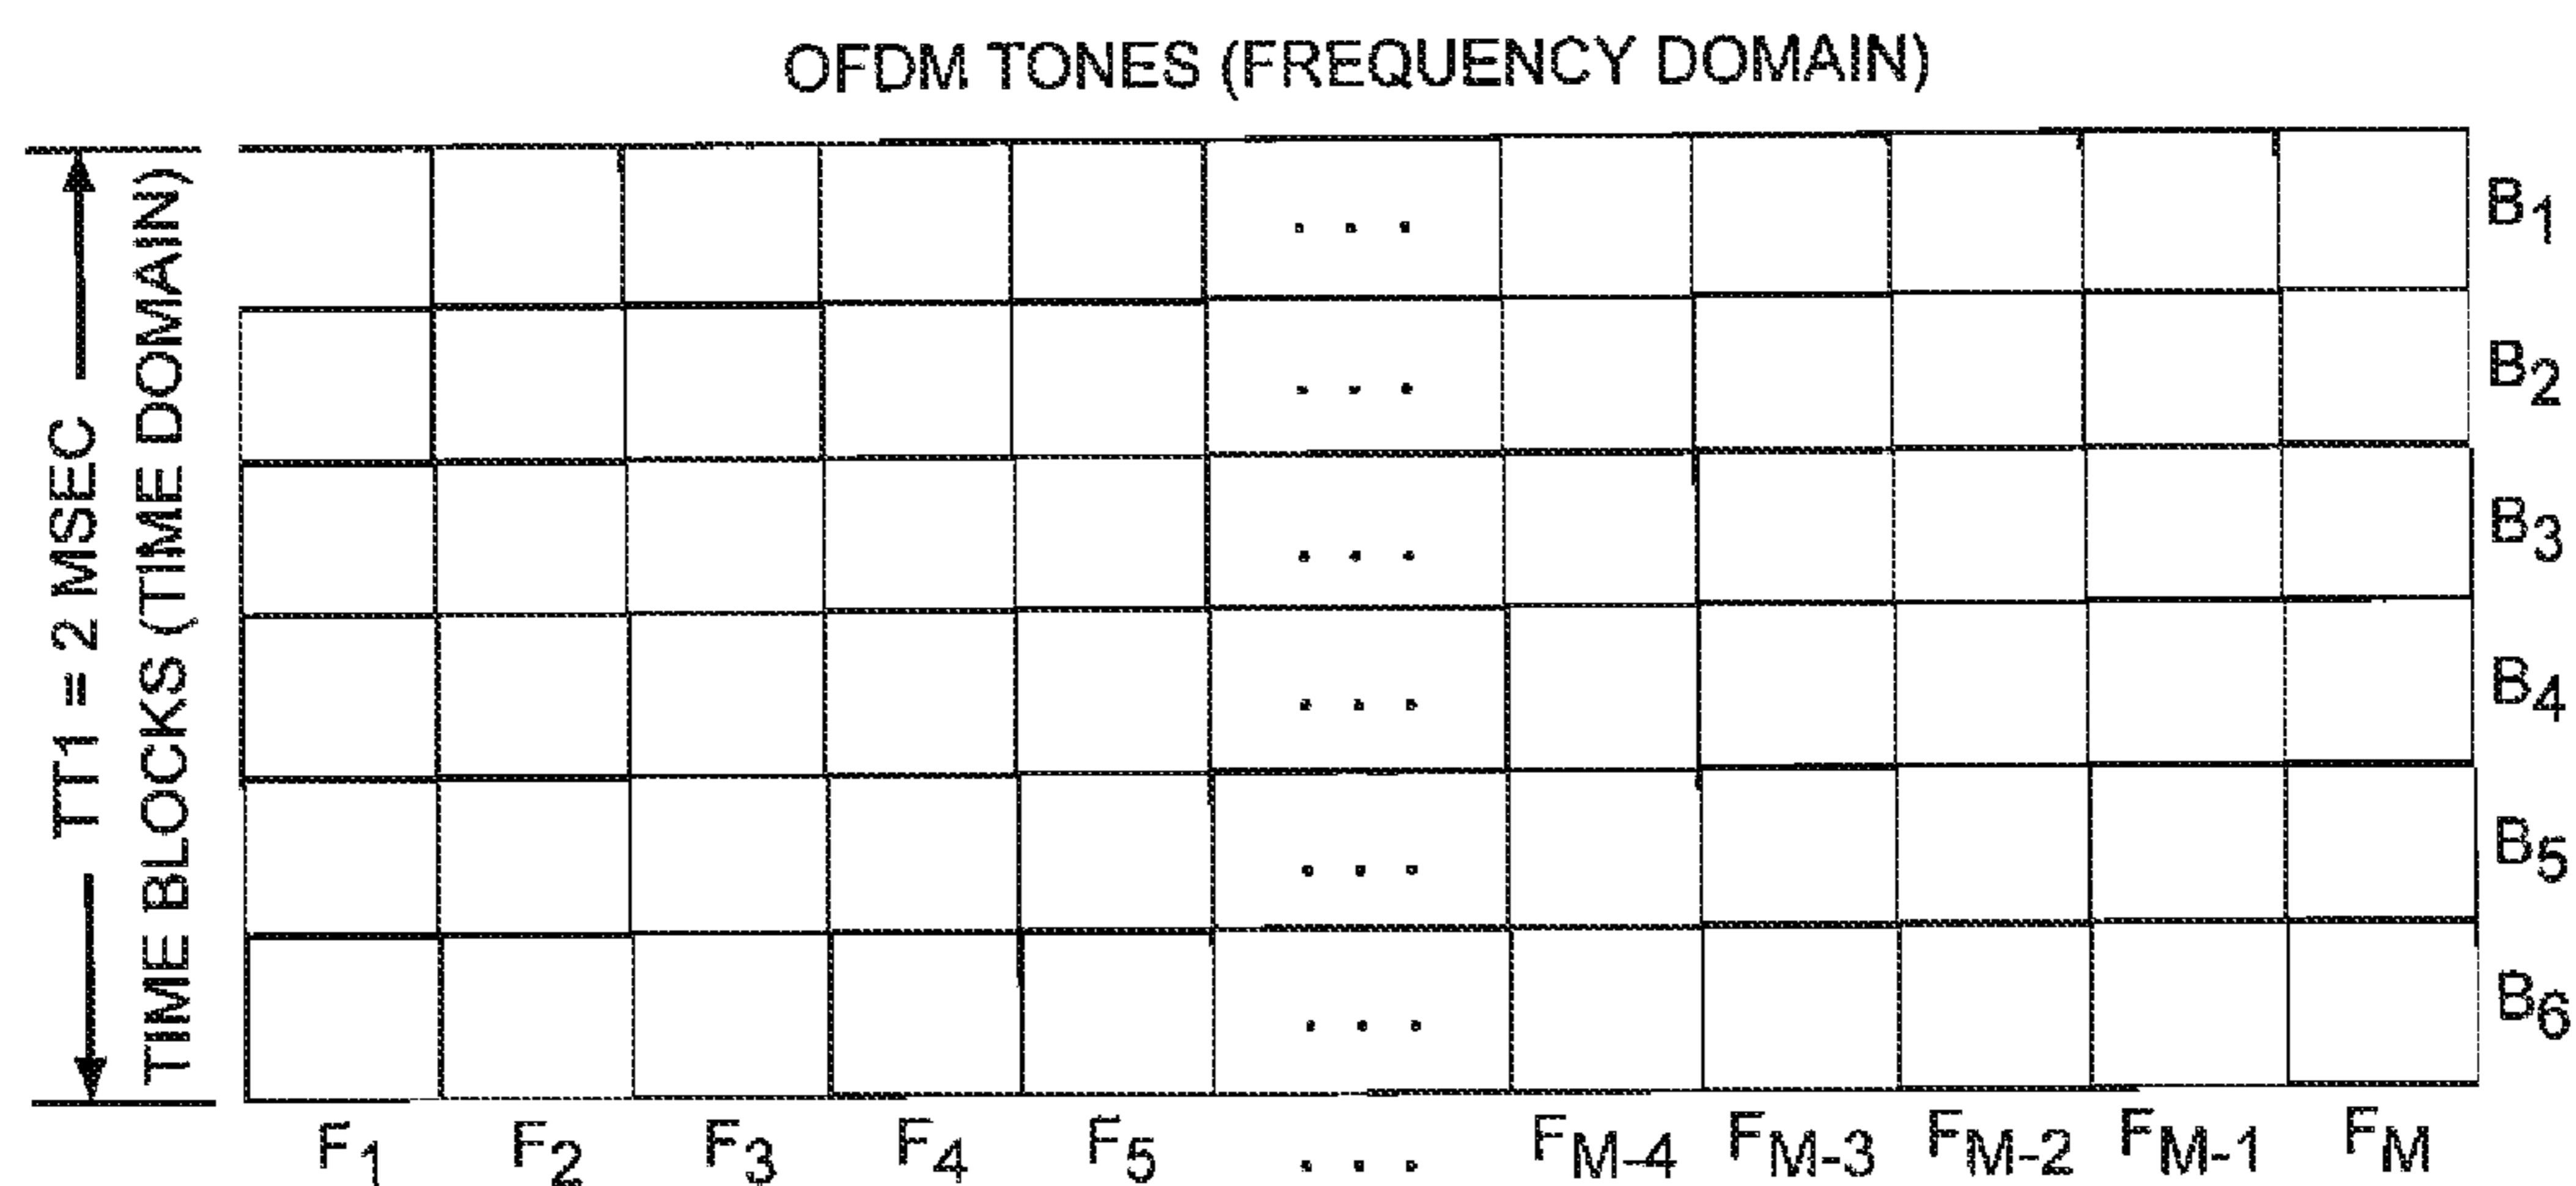 OFDM TONES (FREQUENCY DOMAIN)
TT1 = 2 MSEC
TIME BLOCKS (TIME DOMAIN)
. . . B1
. . . B2
. . . B3
. . . B4
. . . B5
. . . B6
F1 F2 F3 F4 F5 . . . FM-4 FM-3 FM-2 FM-1 FM